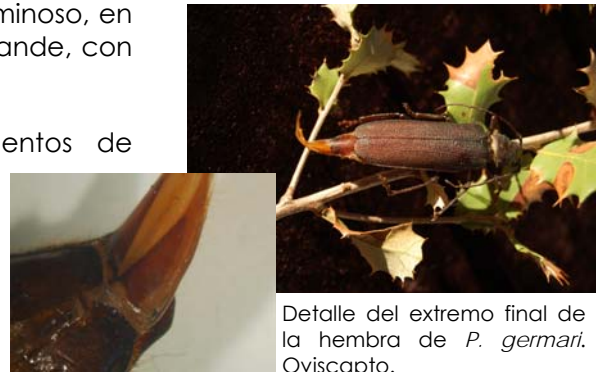 minoso, en
ande, con
entos de
Detalle del extremo final de
la hembra de P. germari.
Oviscapto.